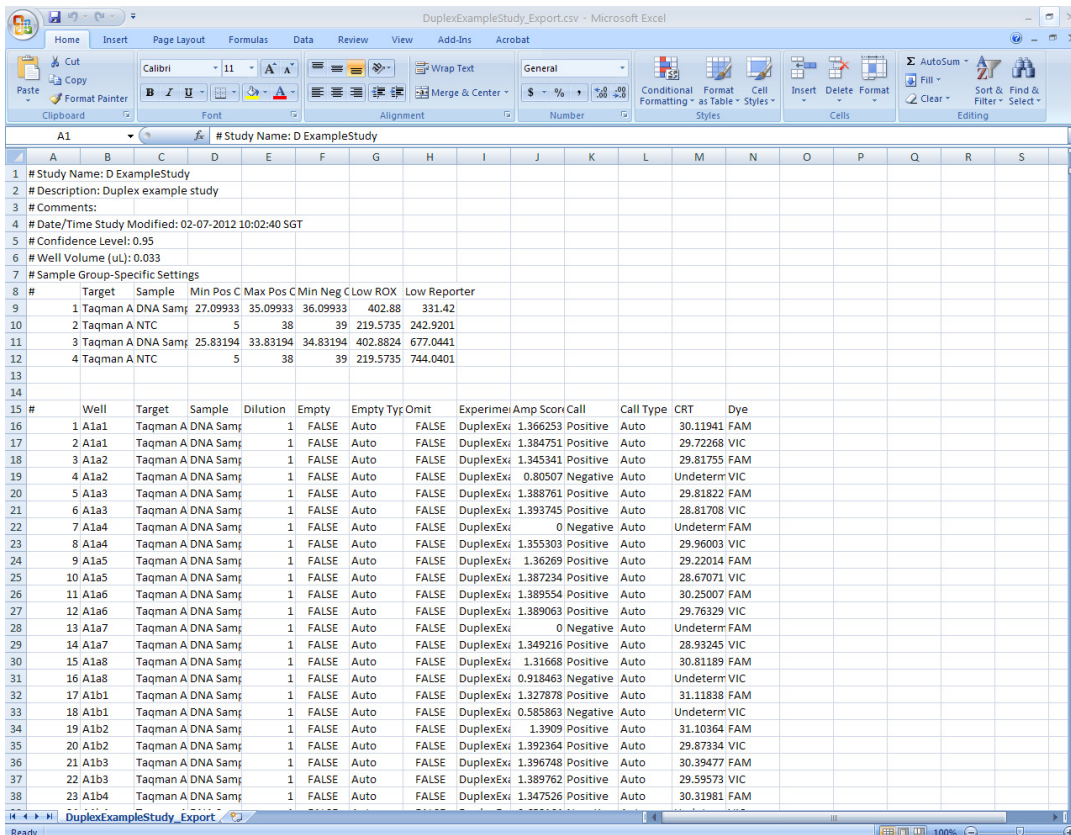 DuplexExampleStudy_Export.csv - Microsoft Excel
Home Insert Page Layout Formulas Data Review View Add-Ins Acrobat
Paste
Cut
Copy
Format Painter
Calibri 11 A A
B I U A
Wrap Text
Merge & Center
General
$ % , .0 .00 .00 .0
Conditional Formatting Format as Table Cell Styles
Insert Delete Format
Σ AutoSum
Fill
Clear
Sort & Filter Find & Select
Clipboard Font Alignment Number Styles Cells Editing
A1 fx # Study Name: D ExampleStudy
A B C D E F G H I J K L M N O P Q R S
1 # Study Name: D ExampleStudy
2 # Description: Duplex example study
3 # Comments:
4 # Date/Time Study Modified: 02-07-2012 10:02:40 SGT
5 # Confidence Level: 0.95
6 # Well Volume (uL): 0.033
7 # Sample Group-Specific Settings
8 # Target Sample Min Pos C Max Pos C Min Neg C Low ROX Low Reporter
9 1 Taqman A DNA Samp 27.09933 35.09933 36.09933 402.88 331.42
10 2 Taqman A NTC 5 38 39 219.5735 242.9201
11 3 Taqman A DNA Samp 25.83194 33.83194 34.83194 402.8824 677.0441
12 4 Taqman A NTC 5 38 39 219.5735 744.0401
13
14
15 # Well Target Sample Dilution Empty Empty Typ Omit Experimen Amp Score Call Call Type CRT Dye
16 1 A1a1 Taqman A DNA Samp 1 FALSE Auto FALSE DuplexExa 1.366253 Positive Auto 30.11941 FAM
17 2 A1a1 Taqman A DNA Samp 1 FALSE Auto FALSE DuplexExa 1.384751 Positive Auto 29.72268 VIC
18 3 A1a2 Taqman A DNA Samp 1 FALSE Auto FALSE DuplexExa 1.345341 Positive Auto 29.81755 FAM
19 4 A1a2 Taqman A DNA Samp 1 FALSE Auto FALSE DuplexExa 0.80507 Negative Auto Undeterm VIC
20 5 A1a3 Taqman A DNA Samp 1 FALSE Auto FALSE DuplexExa 1.388761 Positive Auto 29.81822 FAM
21 6 A1a3 Taqman A DNA Samp 1 FALSE Auto FALSE DuplexExa 1.393745 Positive Auto 28.81708 VIC
22 7 A1a4 Taqman A DNA Samp 1 FALSE Auto FALSE DuplexExa 0 Negative Auto Undeterm FAM
23 8 A1a4 Taqman A DNA Samp 1 FALSE Auto FALSE DuplexExa 1.355303 Positive Auto 29.96003 VIC
24 9 A1a5 Taqman A DNA Samp 1 FALSE Auto FALSE DuplexExa 1.36269 Positive Auto 29.22014 FAM
25 10 A1a5 Taqman A DNA Samp 1 FALSE Auto FALSE DuplexExa 1.387234 Positive Auto 28.67071 VIC
26 11 A1a6 Taqman A DNA Samp 1 FALSE Auto FALSE DuplexExa 1.389554 Positive Auto 30.25007 FAM
27 12 A1a6 Taqman A DNA Samp 1 FALSE Auto FALSE DuplexExa 1.389063 Positive Auto 29.76329 VIC
28 13 A1a7 Taqman A DNA Samp 1 FALSE Auto FALSE DuplexExa 0 Negative Auto Undeterm FAM
29 14 A1a7 Taqman A DNA Samp 1 FALSE Auto FALSE DuplexExa 1.349216 Positive Auto 28.93245 VIC
30 15 A1a8 Taqman A DNA Samp 1 FALSE Auto FALSE DuplexExa 1.31668 Positive Auto 30.81189 FAM
31 16 A1a8 Taqman A DNA Samp 1 FALSE Auto FALSE DuplexExa 0.918463 Negative Auto Undeterm VIC
32 17 A1b1 Taqman A DNA Samp 1 FALSE Auto FALSE DuplexExa 1.327878 Positive Auto 31.11838 FAM
33 18 A1b1 Taqman A DNA Samp 1 FALSE Auto FALSE DuplexExa 0.585863 Negative Auto Undeterm VIC
34 19 A1b2 Taqman A DNA Samp 1 FALSE Auto FALSE DuplexExa 1.3909 Positive Auto 31.10364 FAM
35 20 A1b2 Taqman A DNA Samp 1 FALSE Auto FALSE DuplexExa 1.392364 Positive Auto 29.87334 VIC
36 21 A1b3 Taqman A DNA Samp 1 FALSE Auto FALSE DuplexExa 1.396748 Positive Auto 30.39477 FAM
37 22 A1b3 Taqman A DNA Samp 1 FALSE Auto FALSE DuplexExa 1.389762 Positive Auto 29.59573 VIC
38 23 A1b4 Taqman A DNA Samp 1 FALSE Auto FALSE DuplexExa 1.347526 Positive Auto 30.31981 FAM
DuplexExampleStudy_Export
Ready 100%